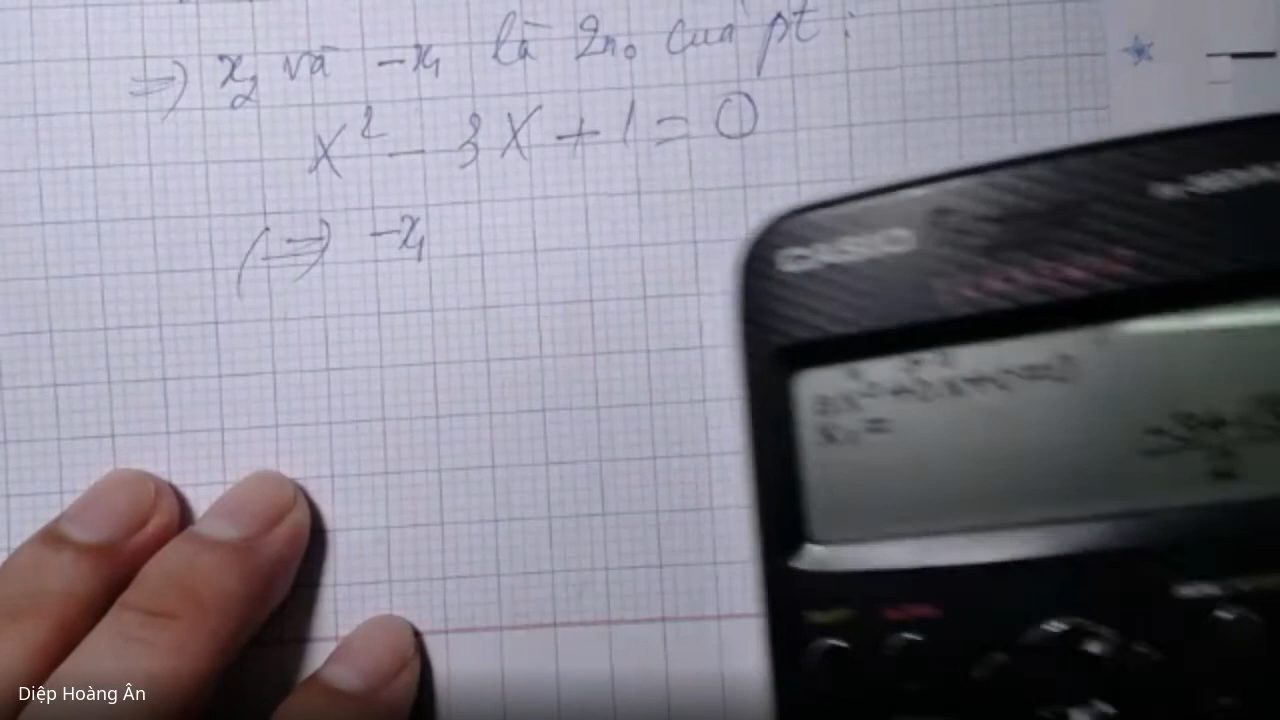 => x₂ và -x₁ là 2n₀ của pt:
X² - 3X + 1 = 0
(=> -x₁
CASIO
Diệp Hoàng Ân